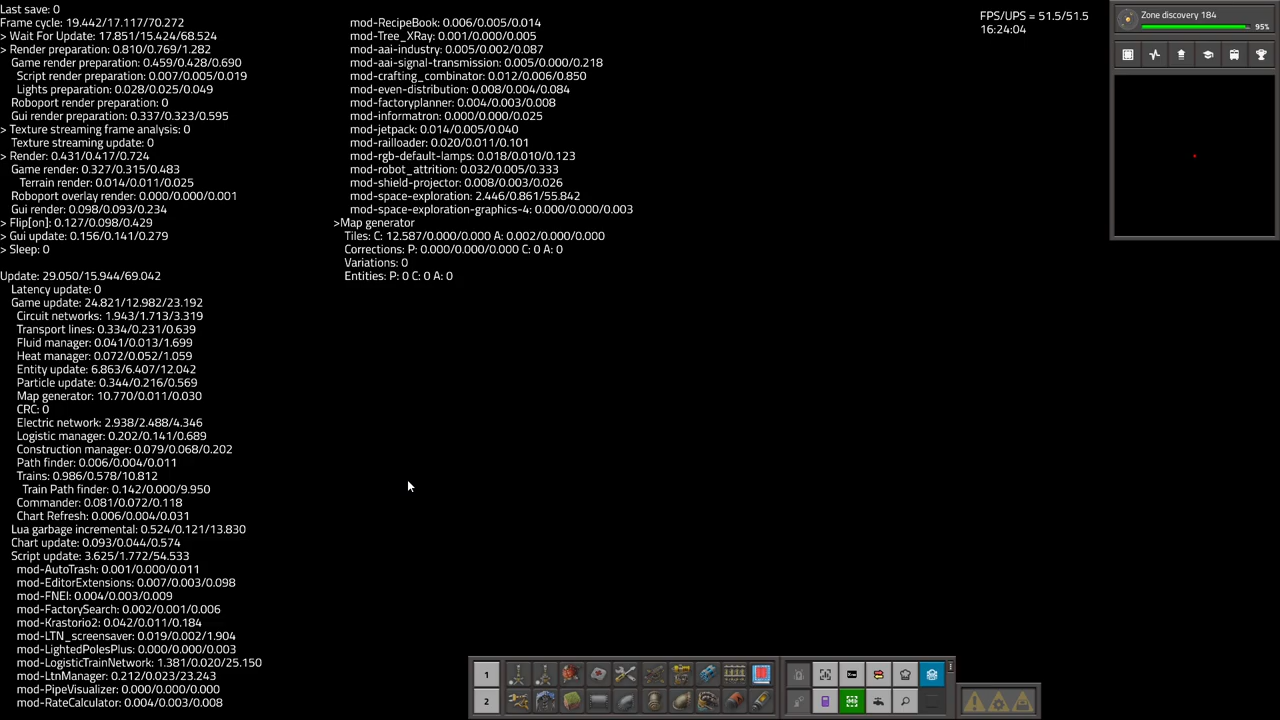 Last save: 0
Frame cycle: 19.442/17.117/70.272
> Wait For Update: 17.851/15.424/68.524
> Render preparation: 0.810/0.769/1.282
Game render preparation: 0.459/0.428/0.690
Script render preparation: 0.007/0.005/0.019
Lights preparation: 0.028/0.025/0.049
Roboport render preparation: 0
Gui render preparation: 0.337/0.323/0.595
> Texture streaming frame analysis: 0
Texture streaming update: 0
> Render: 0.431/0.417/0.724
Game render: 0.327/0.315/0.483
Terrain render: 0.014/0.011/0.025
Roboport overlay render: 0.000/0.000/0.001
Gui render: 0.098/0.093/0.234
> Flip[on]: 0.127/0.098/0.429
> Gui update: 0.156/0.141/0.279
> Sleep: 0
Update: 29.050/15.944/69.042
Latency update: 0
Game update: 24.821/12.982/23.192
Circuit networks: 1.943/1.713/3.319
Transport lines: 0.334/0.231/0.639
Fluid manager: 0.041/0.013/1.699
Heat manager: 0.072/0.052/1.059
Entity update: 6.863/6.407/12.042
Particle update: 0.344/0.216/0.569
Map generator: 10.770/0.011/0.030
CRC: 0
Electric network: 2.938/2.488/4.346
Logistic manager: 0.202/0.141/0.689
Construction manager: 0.079/0.068/0.202
Path finder: 0.006/0.004/0.011
Trains: 0.986/0.578/10.812
Train Path finder: 0.142/0.000/9.950
Commander: 0.081/0.072/0.118
Chart Refresh: 0.006/0.004/0.031
Lua garbage incremental: 0.524/0.121/13.830
Chart update: 0.093/0.044/0.574
Script update: 3.625/1.772/54.533
mod-AutoTrash: 0.001/0.000/0.011
mod-EditorExtensions: 0.007/0.003/0.098
mod-FNEI: 0.004/0.003/0.009
mod-FactorySearch: 0.002/0.001/0.006
mod-Krastorio2: 0.042/0.011/0.184
mod-LTN_screensaver: 0.019/0.002/1.904
mod-LightedPolesPlus: 0.000/0.000/0.003
mod-LogisticTrainNetwork: 1.381/0.020/25.150
mod-LtnManager: 0.212/0.023/23.243
mod-PipeVisualizer: 0.000/0.000/0.000
mod-RateCalculator: 0.004/0.003/0.008
mod-RecipeBook: 0.006/0.005/0.014
mod-Tree_XRay: 0.001/0.000/0.005
mod-aai-industry: 0.005/0.002/0.087
mod-aai-signal-transmission: 0.005/0.000/0.218
mod-crafting_combinator: 0.012/0.006/0.850
mod-even-distribution: 0.008/0.004/0.084
mod-factoryplanner: 0.004/0.003/0.008
mod-informatron: 0.000/0.000/0.025
mod-jetpack: 0.014/0.005/0.040
mod-railloader: 0.020/0.011/0.101
mod-rgb-default-lamps: 0.018/0.010/0.123
mod-robot_attrition: 0.032/0.005/0.333
mod-shield-projector: 0.008/0.003/0.026
mod-space-exploration: 2.446/0.861/55.842
mod-space-exploration-graphics-4: 0.000/0.000/0.003
>Map generator
Tiles: C: 12.587/0.000/0.000 A: 0.002/0.000/0.000
Corrections: P: 0.000/0.000/0.000 C: 0 A: 0
Variations: 0
Entities: P: 0 C: 0 A: 0
FPS/UPS = 51.5/51.5
16:24:04
Zone discovery 184
95%
1
2